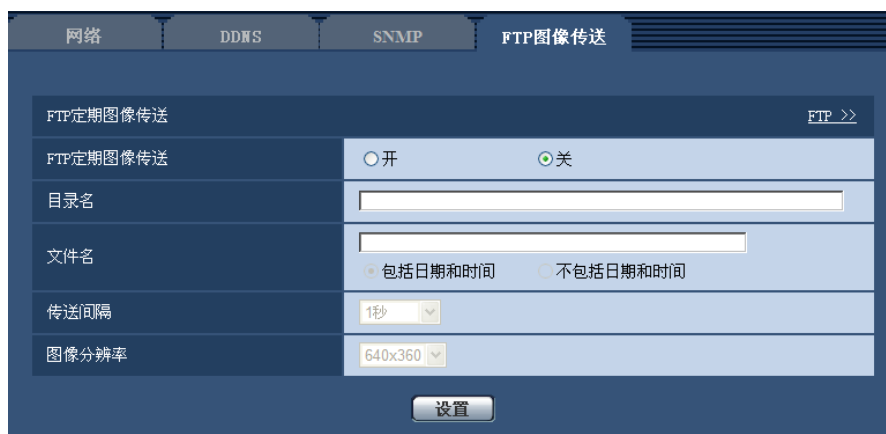 网络 DDNS SNMP FTP图像传送
FTP定期图像传送 FTP >>
FTP定期图像传送 开 关
目录名
文件名
包括日期和时间 不包括日期和时间
传送间隔 1秒
图像分辨率 640x360
设置